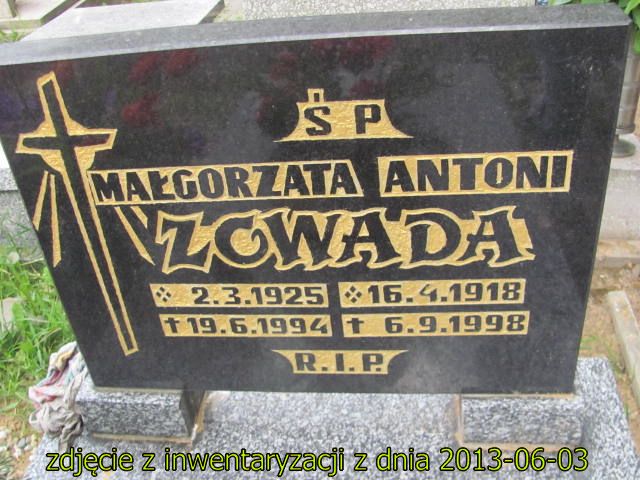 ŚP
MAŁGORZATA ANTONI
ZGWADA
2.3.1925 16.4.1918
✝19.6.1994 ✝ 6.9.1998
R.I.P.
zdjęcie z inwentaryzacji z dnia 2013-06-03